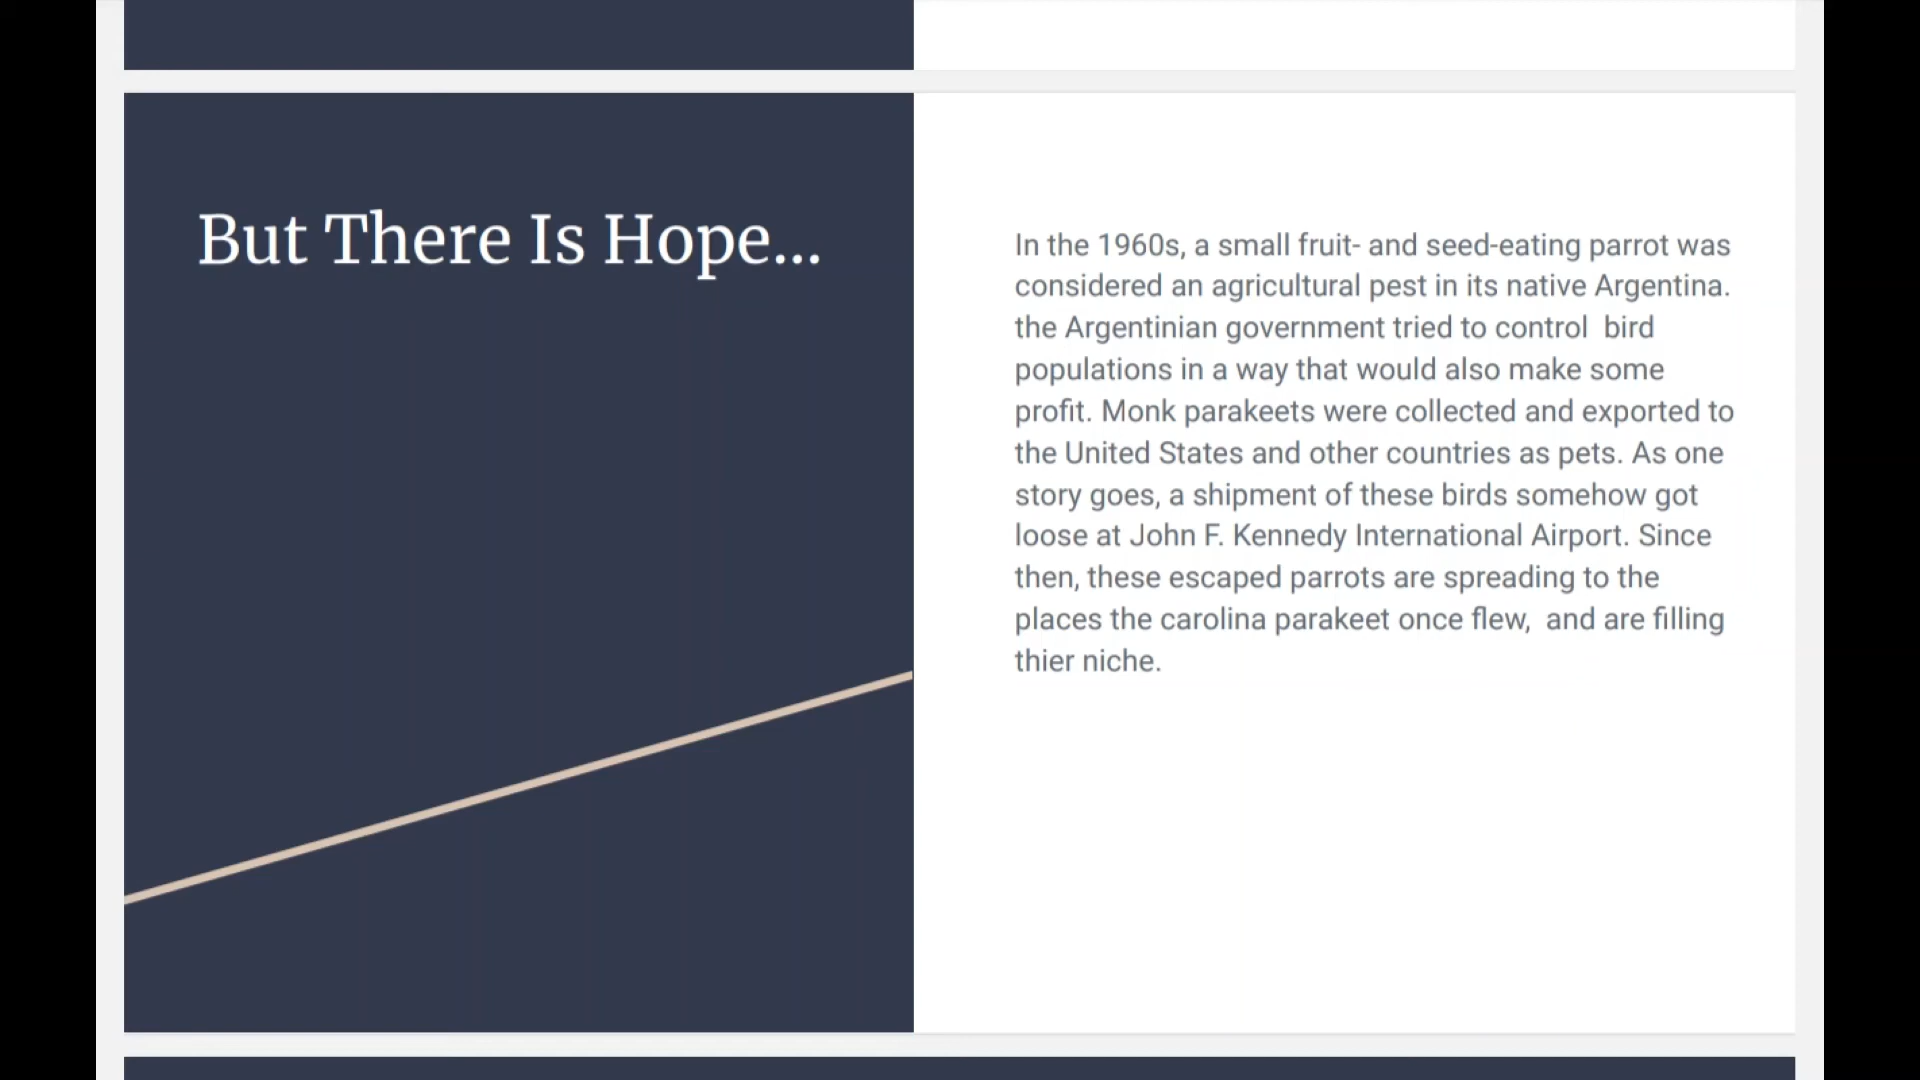 But There Is Hope...
In the 1960s, a small fruit- and seed-eating parrot was
considered an agricultural pest in its native Argentina.
the Argentinian government tried to control  bird
populations in a way that would also make some
profit. Monk parakeets were collected and exported to
the United States and other countries as pets. As one
story goes, a shipment of these birds somehow got
loose at John F. Kennedy International Airport. Since
then, these escaped parrots are spreading to the
places the carolina parakeet once flew,  and are filling
thier niche.